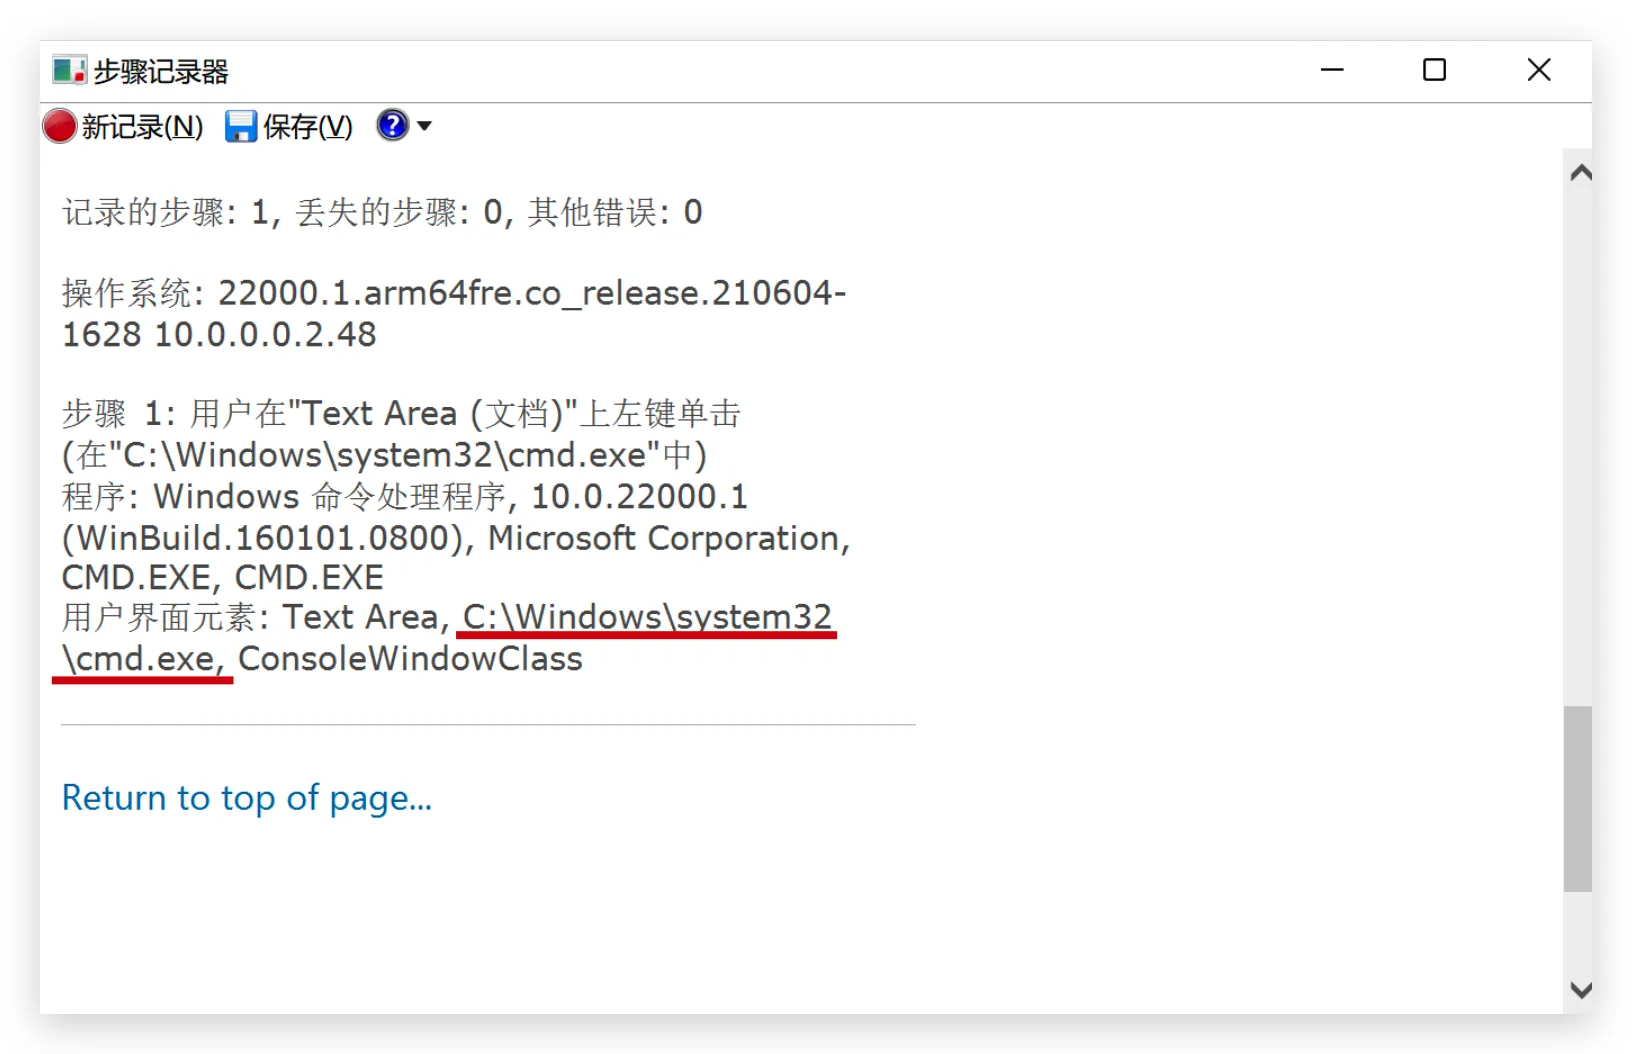 步骤记录器
新记录(N) 保存(V)
记录的步骤: 1, 丢失的步骤: 0, 其他错误: 0
操作系统: 22000.1.arm64fre.co_release.210604-
1628 10.0.0.0.2.48
步骤 1: 用户在"Text Area (文档)"上左键单击
(在"C:\Windows\system32\cmd.exe"中)
程序: Windows 命令处理程序, 10.0.22000.1
(WinBuild.160101.0800), Microsoft Corporation,
CMD.EXE, CMD.EXE
用户界面元素: Text Area, C:\Windows\system32
\cmd.exe, ConsoleWindowClass
Return to top of page...